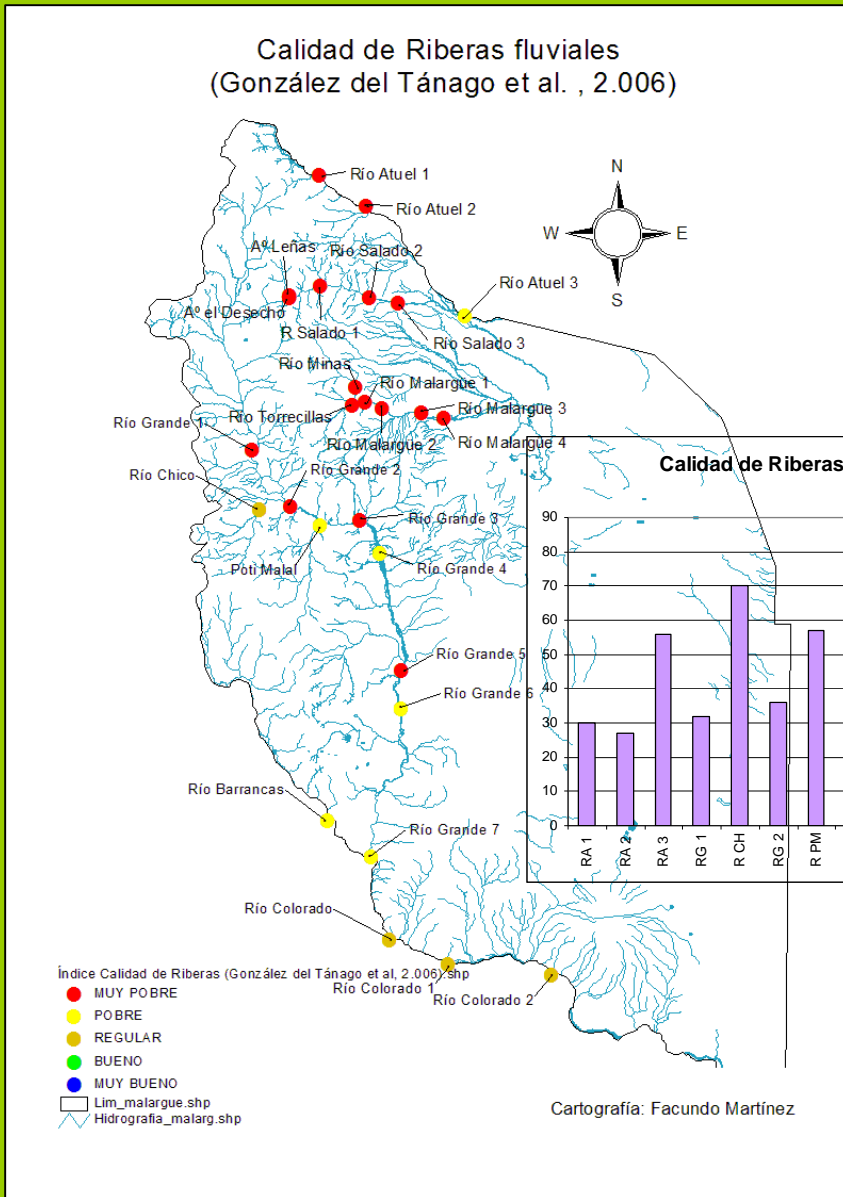 Calidad de Riberas fluviales
(González del Tánago et al. , 2.006)
N
W
E
S
Río Atuel 1
Río Atuel 2
Aº Leñas
Río Salado 2
Río Atuel 3
Aº el Desecho
R Salado 1
Río Salado 3
Río Minas
Río Malargüe 1
Río Torrecillas
Río Malargüe 3
Río Grande 1
Río Malargüe 2
Río Malargüe 4
Río Grande 2
Río Chico
Río Grande 3
Poti Malal
Río Grande 4
Río Grande 5
Río Grande 6
Río Barrancas
Río Grande 7
Río Colorado
Río Colorado 1
Río Colorado 2
Calidad de Riberas
90
80
70
60
50
40
30
20
10
0
RA 1
RA 2
RA 3
RG 1
R CH
RG 2
R PM
Índice Calidad de Riberas (González del Tánago et al, 2.006).shp
MUY POBRE
POBRE
REGULAR
BUENO
MUY BUENO
Lim_malargue.shp
Hidrografia_malarg.shp
Cartografía: Facundo Martínez